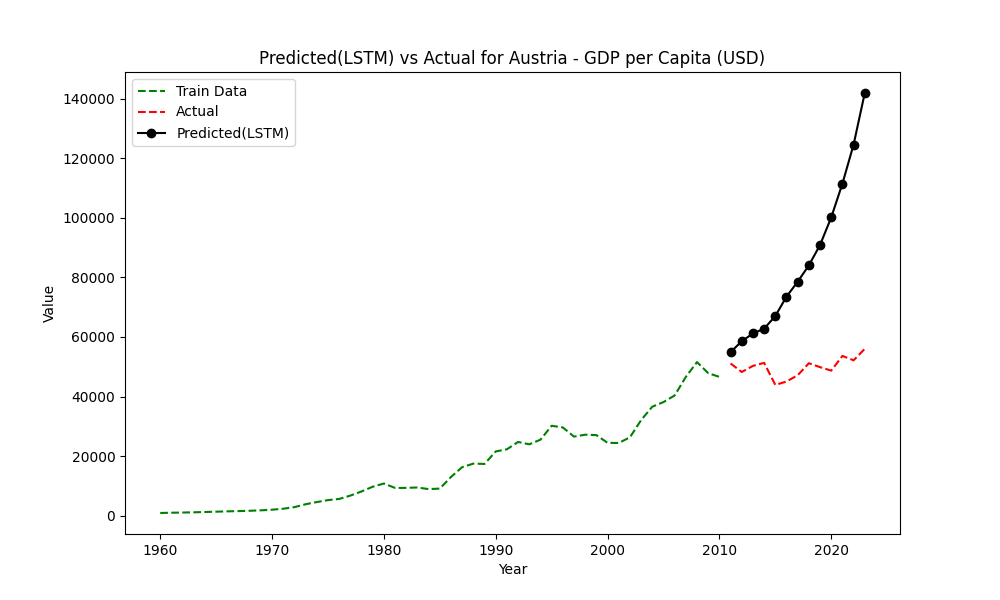 Predicted(LSTM) vs Actual for Austria - GDP per Capita (USD)
Train Data
Actual
Predicted(LSTM)
140000
120000
100000
80000
60000
40000
20000
0
Value
1960 1970 1980 1990 2000 2010 2020
Year